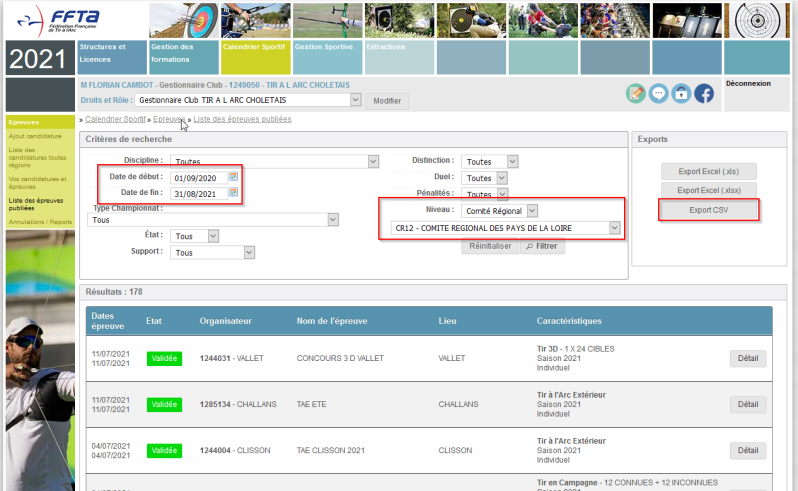 FFTA
Fédération Française
de Tir à l'Arc
2021
Structures et
Licences
Gestion des
formations
Calendrier Sportif
Gestion Sportive
Extractions
M FLORIAN CAMBOT - Gestionnaire Club - 1249050 - TIR A L ARC CHOLETAIS
Droits et Rôle : Gestionnaire Club TIR A L ARC CHOLETAIS
Modifier
Déconnexion
» Calendrier Sportif » Epreuves » Liste des épreuves publiées
Epreuves
Ajout candidature
Liste des
candidatures toutes
régions
Vos candidatures et
épreuves
Liste des épreuves
publiées
Annulations / Reports
Critères de recherche
Discipline : Toutes
Date de début : 01/09/2020
Date de fin : 31/08/2021
Type Championnat :
Tous
État : Tous
Support : Tous
Distinction : Toutes
Duel : Toutes
Pénalités : Toutes
Niveau : Comité Régional
CR12 - COMITE REGIONAL DES PAYS DE LA LOIRE
Réinitialiser
Filtrer
Exports
Export Excel (.xls)
Export Excel (.xlsx)
Export CSV
Résultats : 178
Dates
épreuve
Etat
Organisateur
Nom de l'épreuve
Lieu
Caractéristiques
11/07/2021
11/07/2021
Validée
1244031 - VALLET
CONCOURS 3 D VALLET
VALLET
Tir 3D - 1 X 24 CIBLES
Saison 2021
Individuel
Détail
11/07/2021
11/07/2021
Validée
1285134 - CHALLANS
TAE ETE
CHALLANS
Tir à l'Arc Extérieur
Saison 2021
Individuel
Détail
04/07/2021
04/07/2021
Validée
1244004 - CLISSON
TAE CLISSON 2021
CLISSON
Tir à l'Arc Extérieur
Saison 2021
Individuel
Détail
Tir en Campagne - 12 CONNUES + 12 INCONNUES